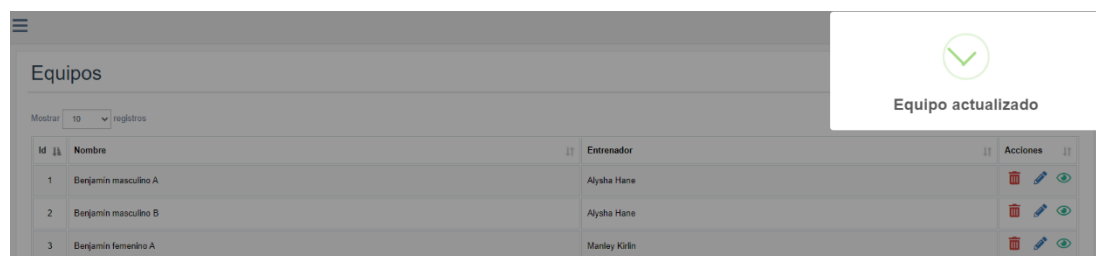 Equipos
Equipo actualizado
Mostrar 10 registros
Id Nombre Entrenador Acciones
1 Benjamín masculino A Alysha Hane
2 Benjamín masculino B Alysha Hane
3 Benjamín femenino A Manley Kirlin